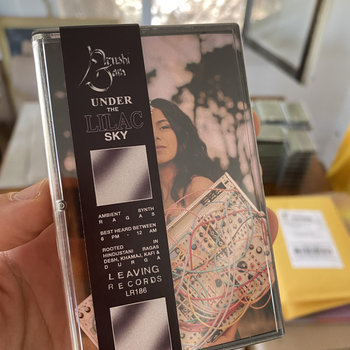 Arushi
Jain
UNDER
THE
LILAC
SKY
AMBIENT SYNTH
RAGAS
BEST HEARD BETWEEN
6 PM - 12 AM
ROOTED IN
HINDUSTANI RAGAS
DESH, KHAMAJ, KAFI &
DURGA
LEAVING
RECORDS
LR186